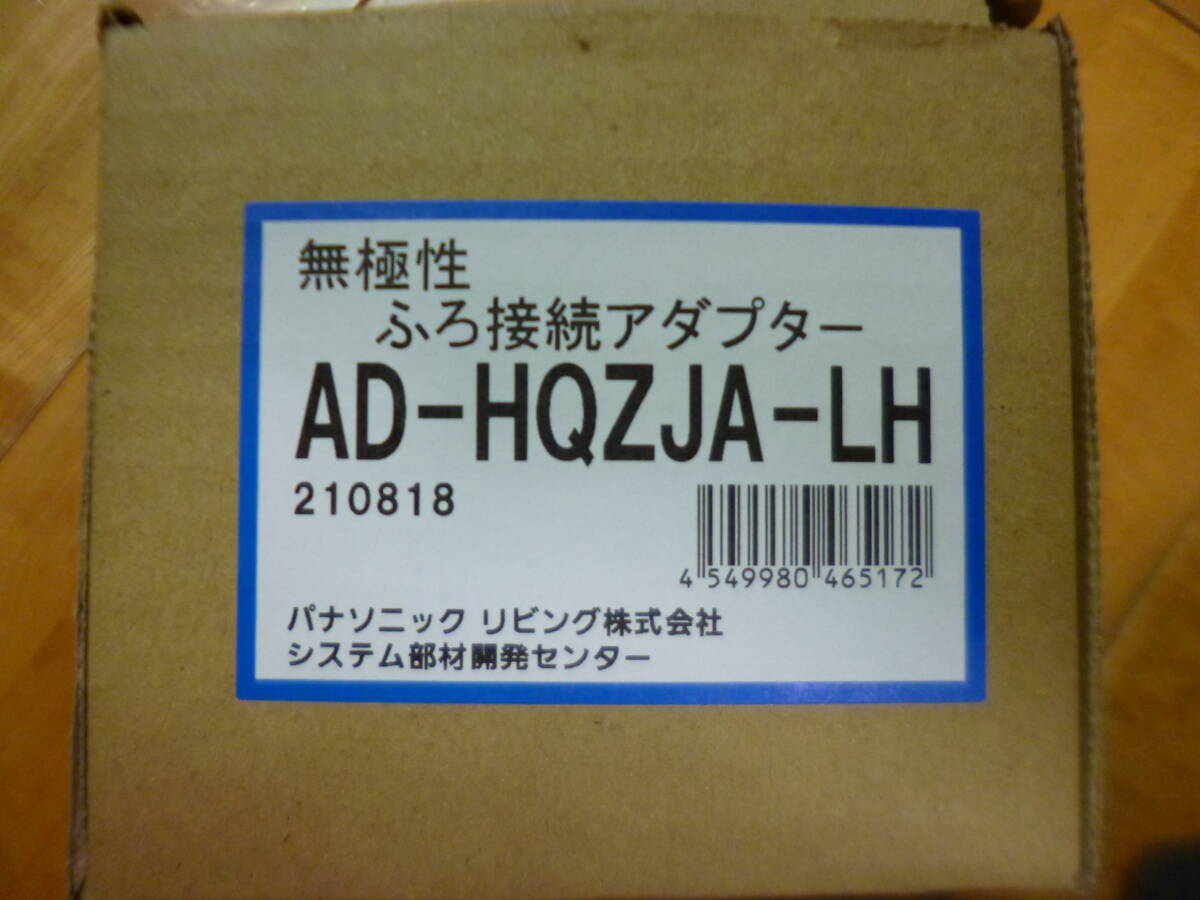 無極性
ふろ接続アダプター
AD-HQZJA-LH
210818
4 549980 465172
パナソニック リビング株式会社
システム部材開発センター